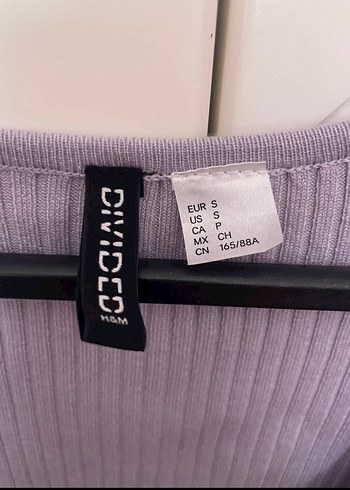 DIVIDED
H&M
EUR S
US S
CA P
MX CH
CN 165/88A